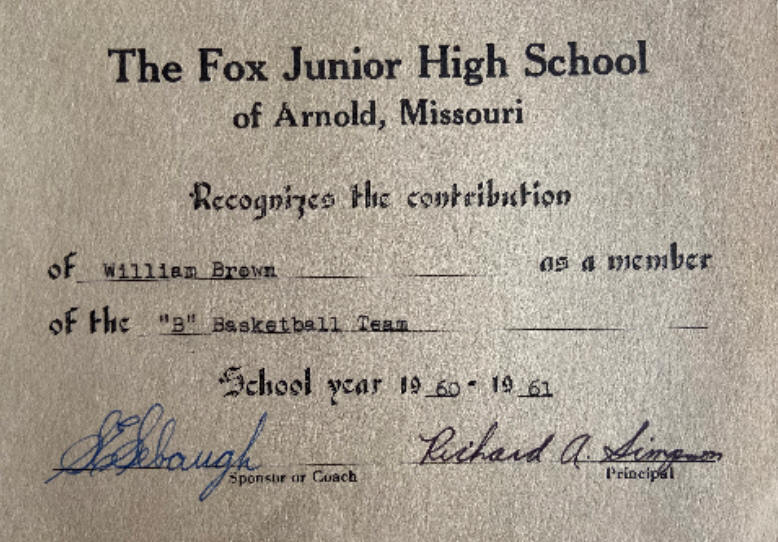 The Fox Junior High School
of Arnold, Missouri
Recognizes the contribution
of William Brown as a member
of the "B" Basketball Team
School year 19 60 - 19 61
Richard A. Simpson
Sponsor or Coach
Principal